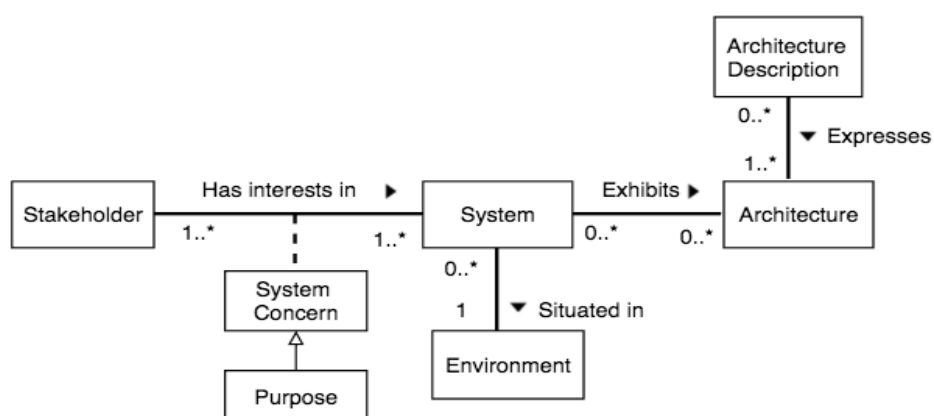 Architecture
Description
0..*
Expresses
1..*
Has interests in
Exhibits
Stakeholder
System
Architecture
1..*
1..*
0..*
0..*
0..*
System
Concern
1
Situated in
Environment
Purpose